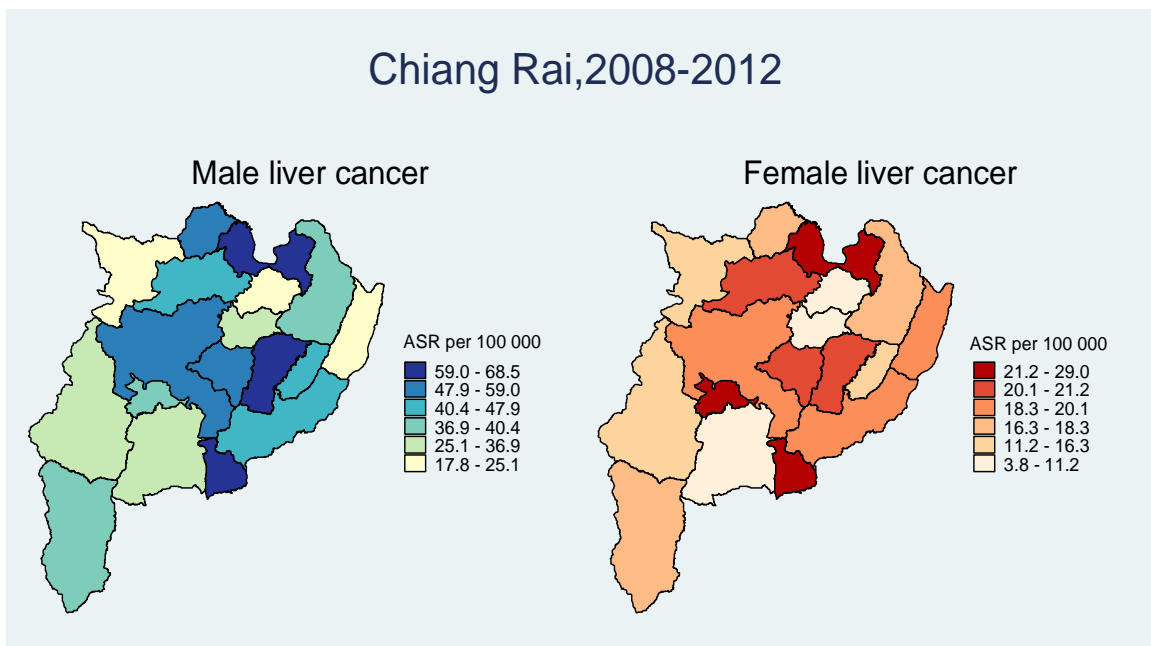 Chiang Rai,2008-2012
Male liver cancer
ASR per 100 000
59.0 - 68.5
47.9 - 59.0
40.4 - 47.9
36.9 - 40.4
25.1 - 36.9
17.8 - 25.1
Female liver cancer
ASR per 100 000
21.2 - 29.0
20.1 - 21.2
18.3 - 20.1
16.3 - 18.3
11.2 - 16.3
3.8 - 11.2